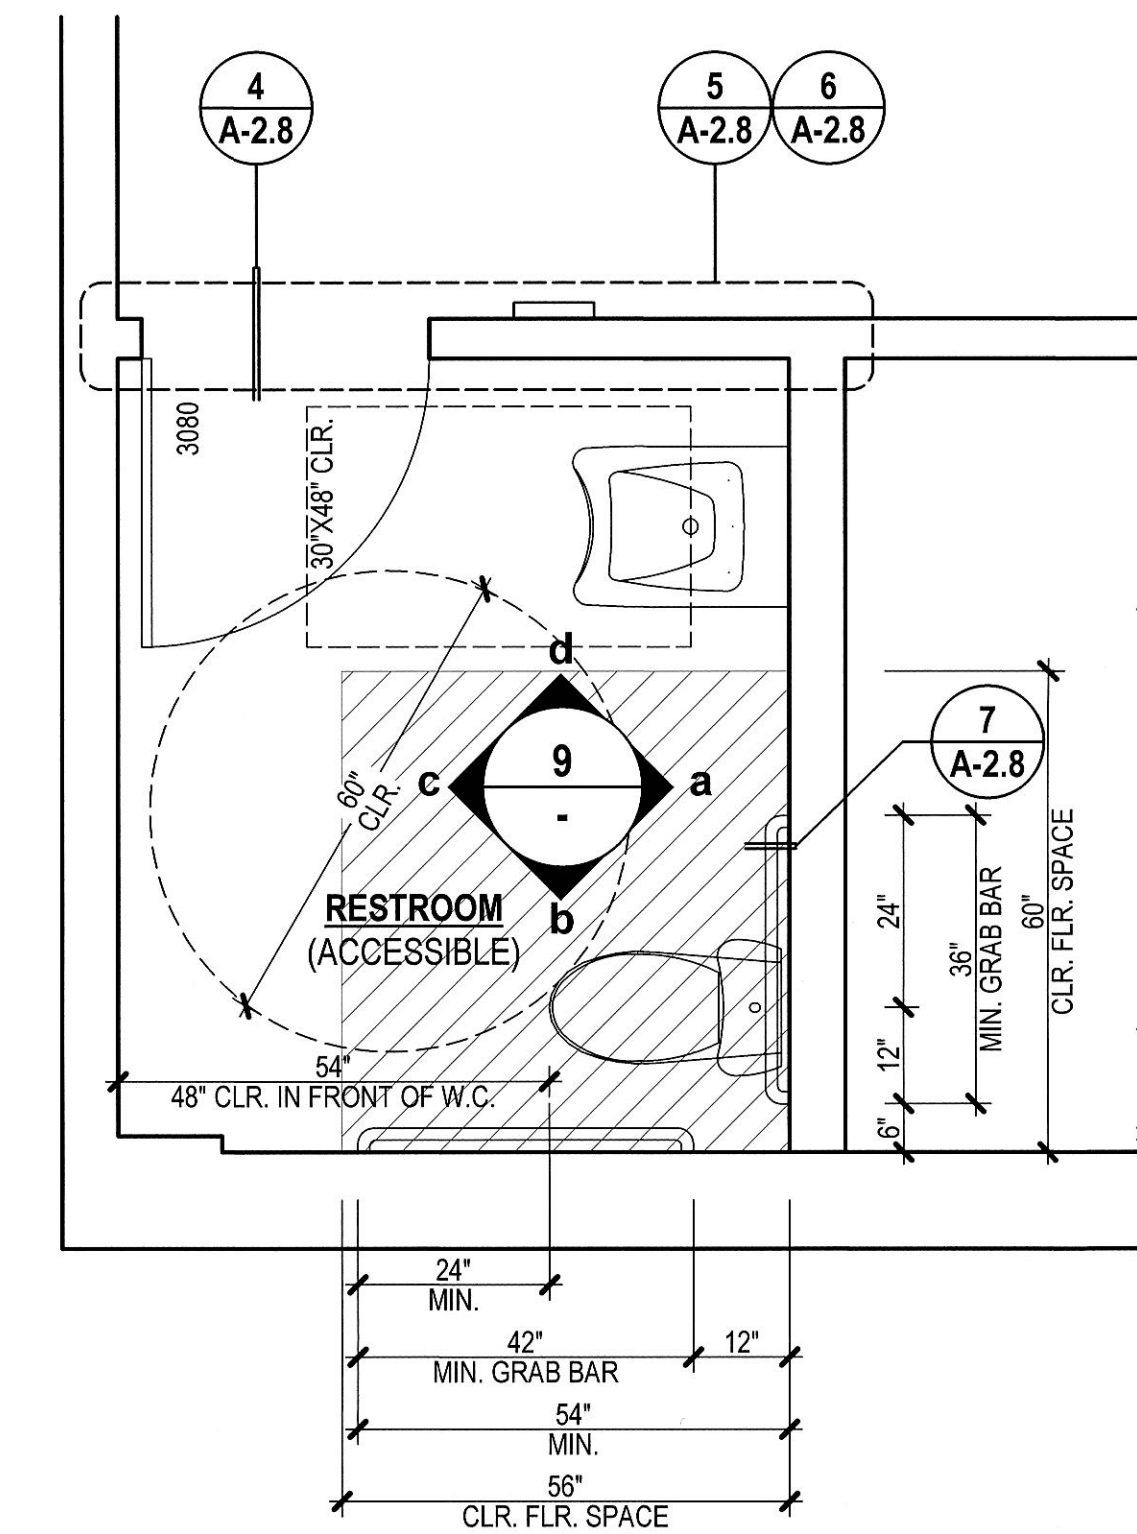 4
A-2.8
5
A-2.8
6
A-2.8
3080
30"X48" CLR.
d
9
-
c
a
b
7
A-2.8
60"
CLR.
RESTROOM
(ACCESSIBLE)
24"
12"
6"
36"
MIN. GRAB BAR
60"
CLR. FLR. SPACE
54"
48" CLR. IN FRONT OF W.C.
24"
MIN.
42"
MIN. GRAB BAR
12"
54"
MIN.
56"
CLR. FLR. SPACE